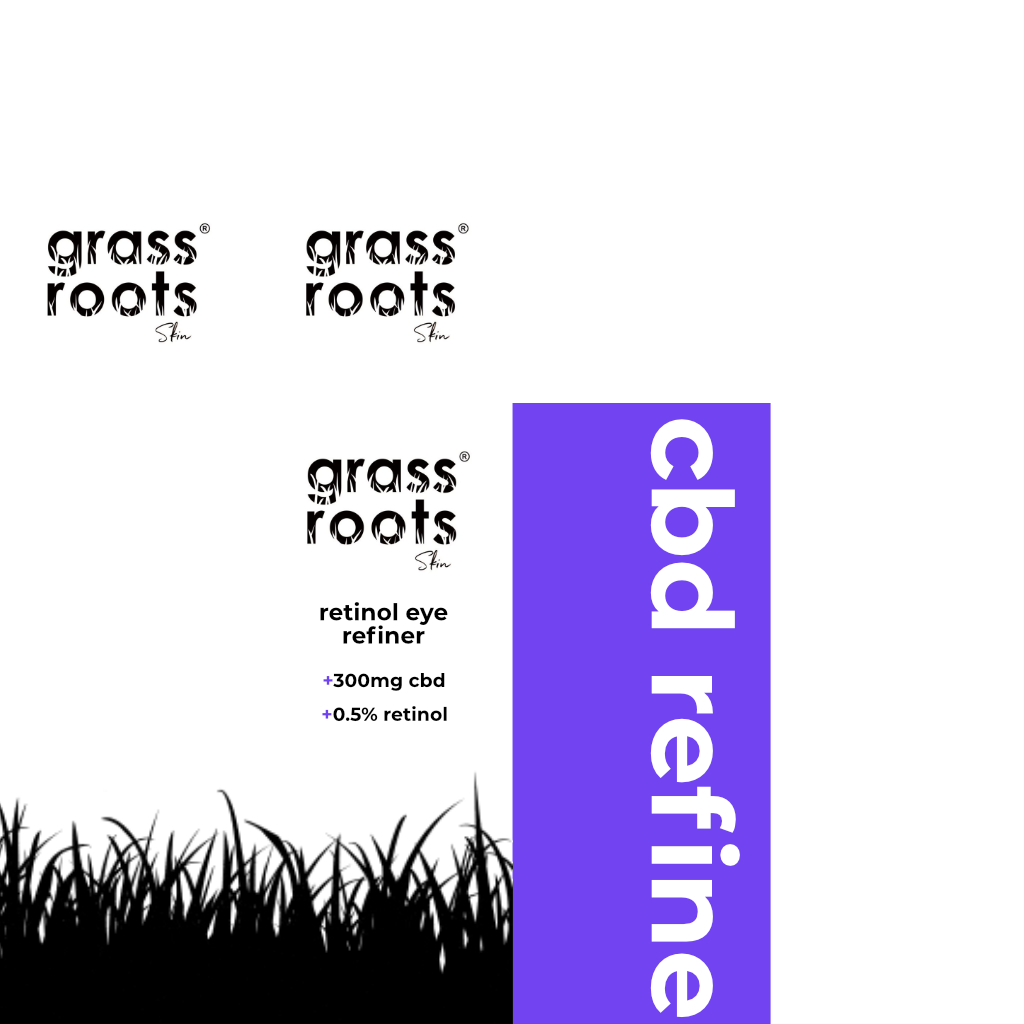 grass®
roots
Skin
grass®
roots
Skin
grass®
roots
Skin
retinol eye
refiner
+300mg cbd
+0.5% retinol
cbd refine